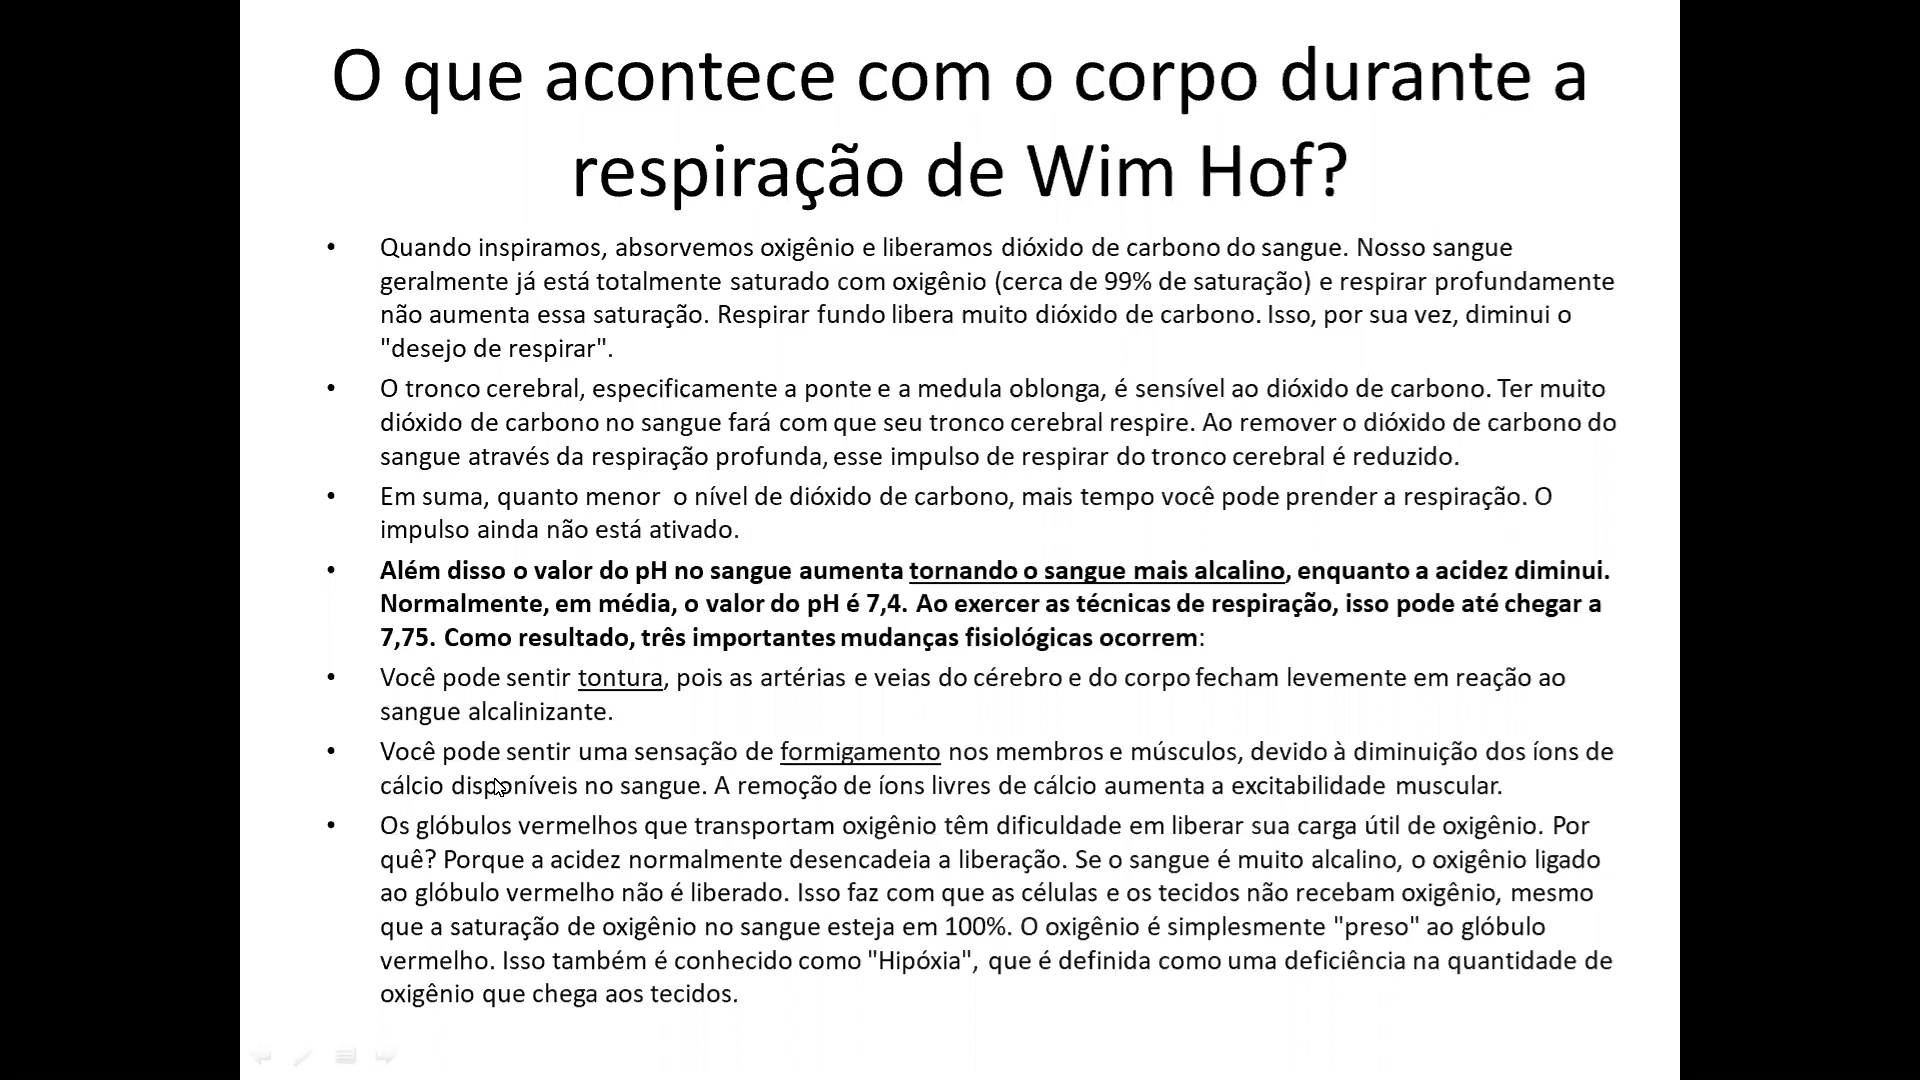 O que acontece com o corpo durante a
respiração de Wim Hof?
• Quando inspiramos, absorvemos oxigênio e liberamos dióxido de carbono do sangue. Nosso sangue
geralmente já está totalmente saturado com oxigênio (cerca de 99% de saturação) e respirar profundamente
não aumenta essa saturação. Respirar fundo libera muito dióxido de carbono. Isso, por sua vez, diminui o
"desejo de respirar".
• O tronco cerebral, especificamente a ponte e a medula oblonga, é sensível ao dióxido de carbono. Ter muito
dióxido de carbono no sangue fará com que seu tronco cerebral respire. Ao remover o dióxido de carbono do
sangue através da respiração profunda, esse impulso de respirar do tronco cerebral é reduzido.
• Em suma, quanto menor  o nível de dióxido de carbono, mais tempo você pode prender a respiração. O
impulso ainda não está ativado.
• Além disso o valor do pH no sangue aumenta tornando o sangue mais alcalino, enquanto a acidez diminui.
Normalmente, em média, o valor do pH é 7,4. Ao exercer as técnicas de respiração, isso pode até chegar a
7,75. Como resultado, três importantes mudanças fisiológicas ocorrem:
• Você pode sentir tontura, pois as artérias e veias do cérebro e do corpo fecham levemente em reação ao
sangue alcalinizante.
• Você pode sentir uma sensação de formigamento nos membros e músculos, devido à diminuição dos íons de
cálcio disponíveis no sangue. A remoção de íons livres de cálcio aumenta a excitabilidade muscular.
• Os glóbulos vermelhos que transportam oxigênio têm dificuldade em liberar sua carga útil de oxigênio. Por
quê? Porque a acidez normalmente desencadeia a liberação. Se o sangue é muito alcalino, o oxigênio ligado
ao glóbulo vermelho não é liberado. Isso faz com que as células e os tecidos não recebam oxigênio, mesmo
que a saturação de oxigênio no sangue esteja em 100%. O oxigênio é simplesmente "preso" ao glóbulo
vermelho. Isso também é conhecido como "Hipóxia", que é definida como uma deficiência na quantidade de
oxigênio que chega aos tecidos.